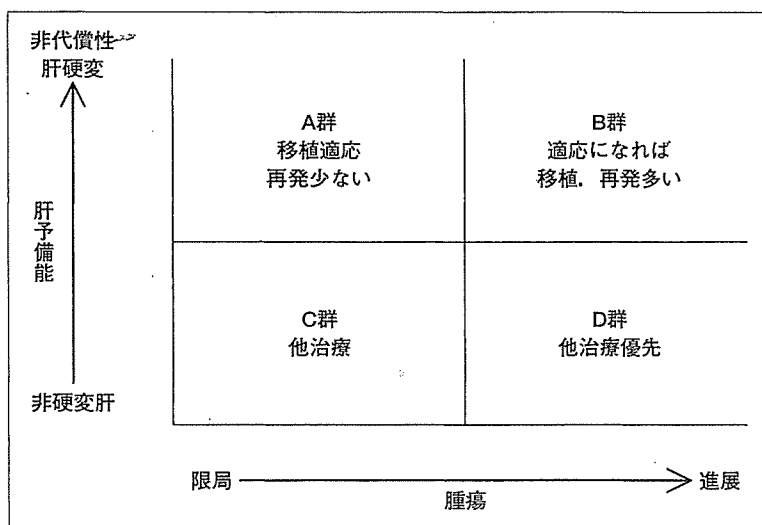 非代償性
肝硬変
A群
移植適応
再発少ない
B群
適応になれば
移植．再発多い
肝予備能
C群
他治療
D群
他治療優先
非硬変肝
限局
進展
腫瘍